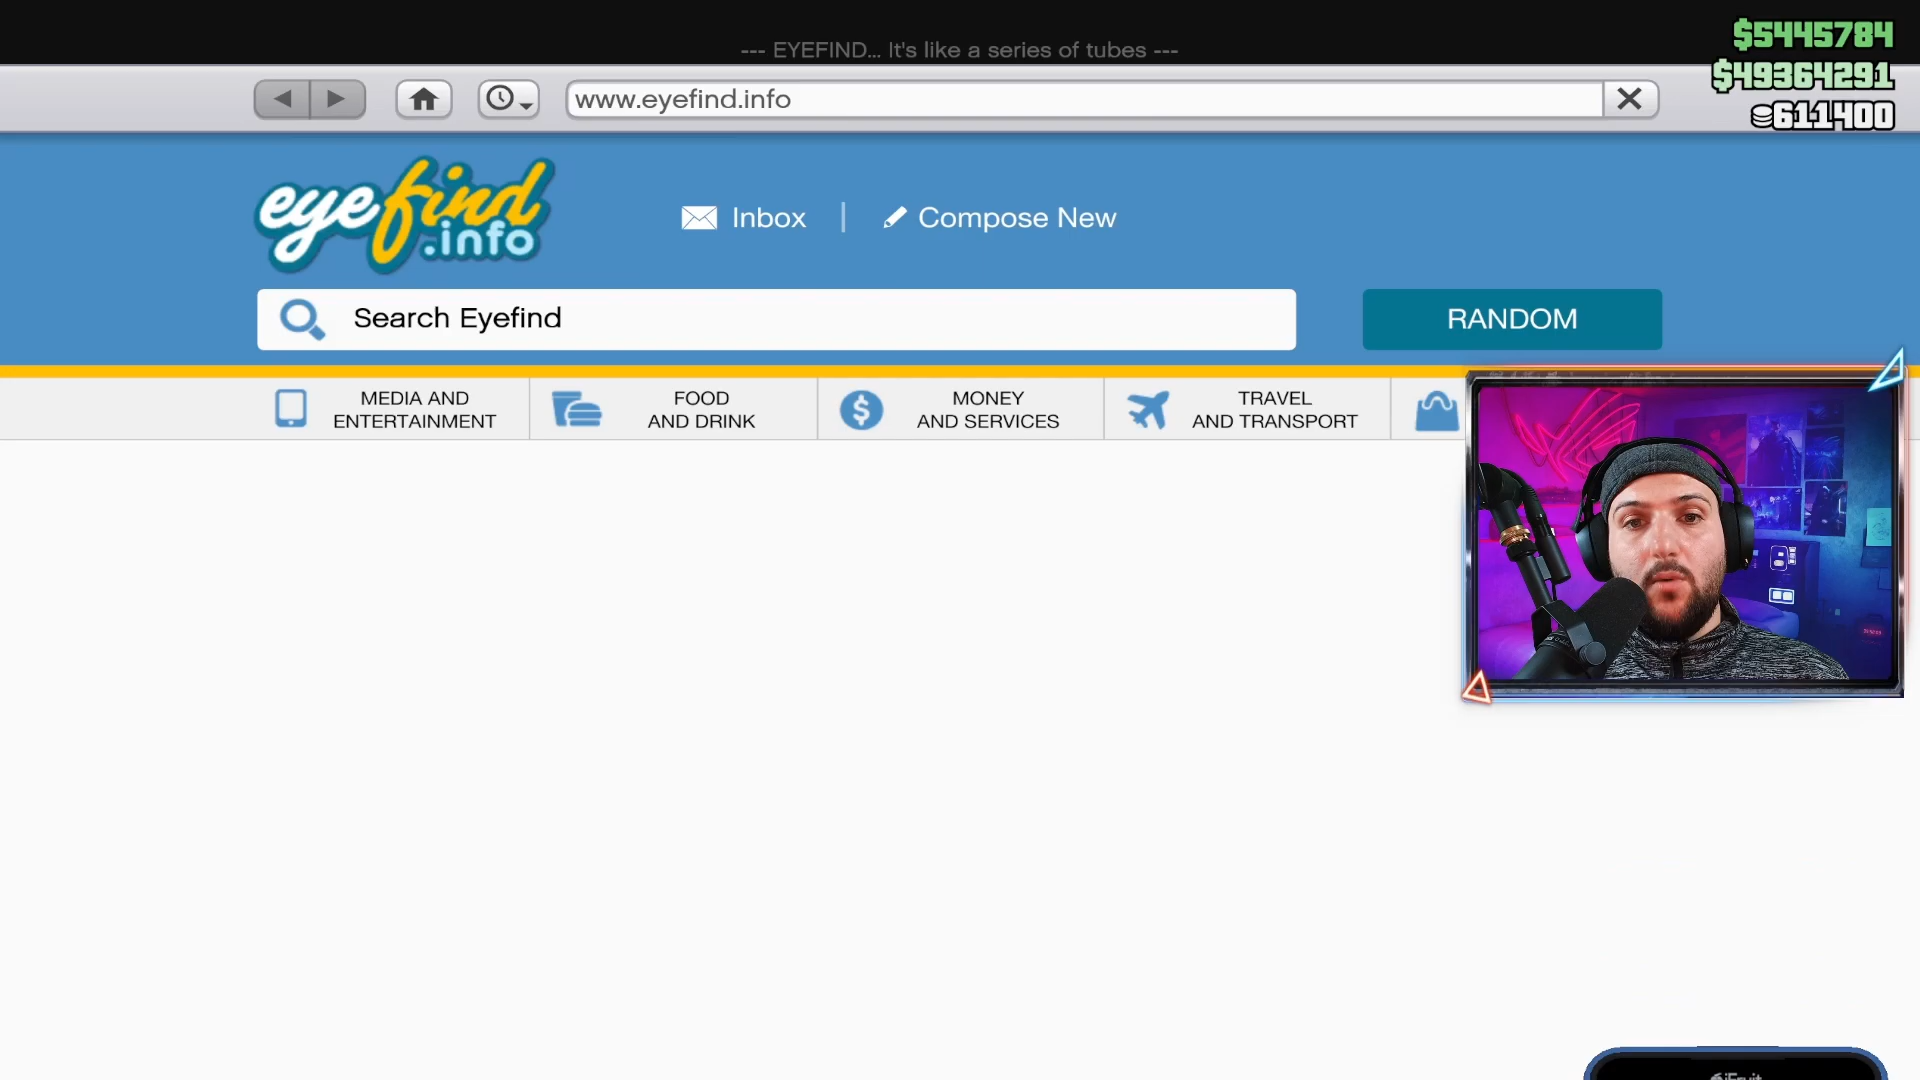 --- EYEFIND... It's like a series of tubes ---
$5445784
$49364291
611400
www.eyefind.info
eyefind
.info
Inbox
Compose New
Search Eyefind
RANDOM
MEDIA AND
ENTERTAINMENT
FOOD
AND DRINK
MONEY
AND SERVICES
TRAVEL
AND TRANSPORT